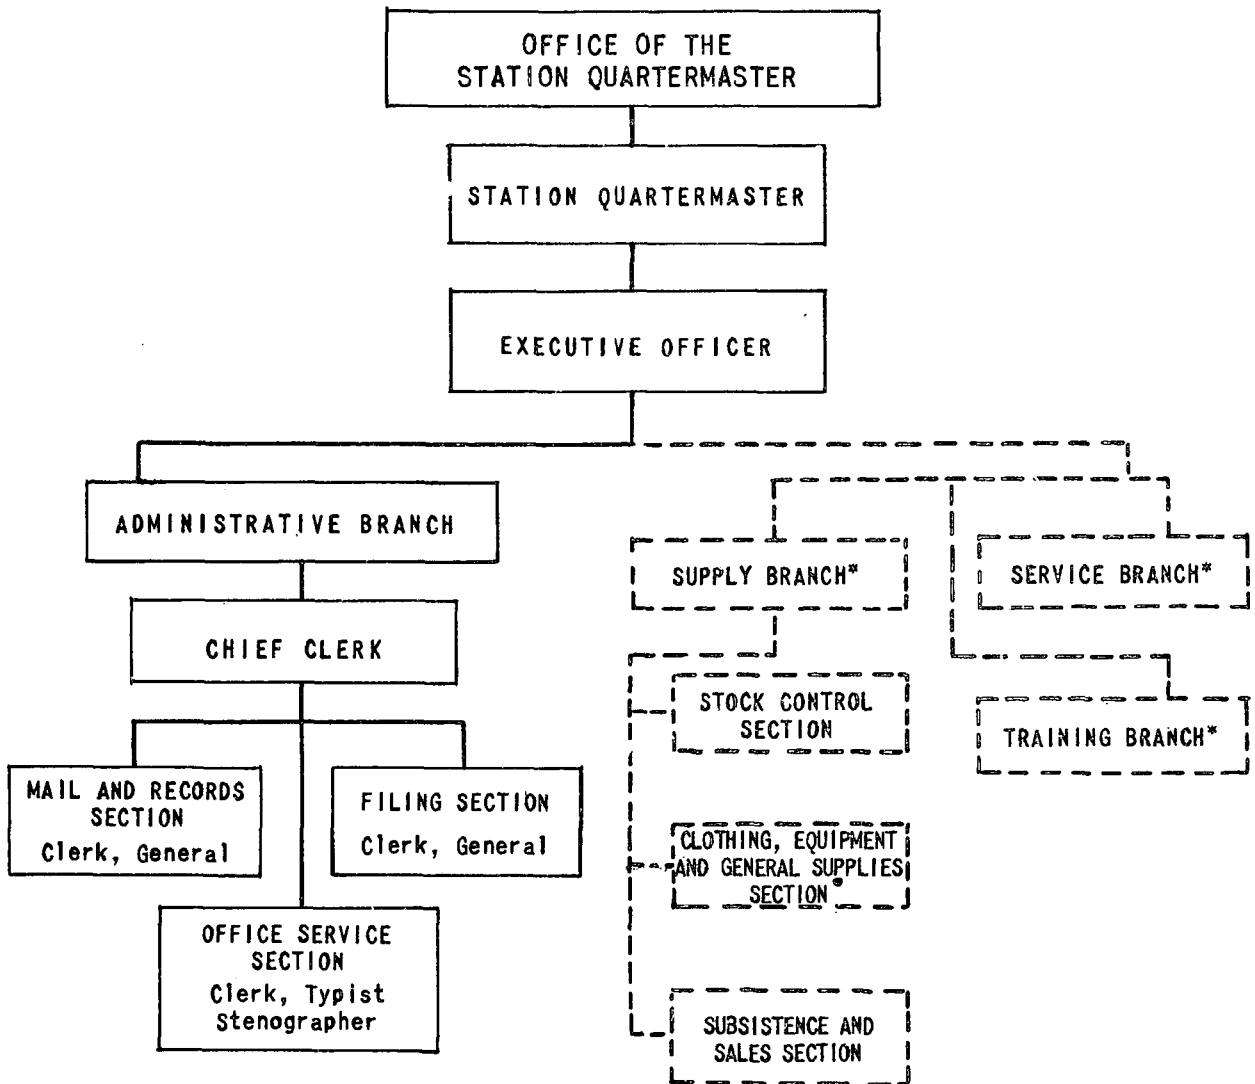 OFFICE OF THE
STATION QUARTERMASTER
STATION QUARTERMASTER
EXECUTIVE OFFICER
ADMINISTRATIVE BRANCH
CHIEF CLERK
MAIL AND RECORDS
SECTION
Clerk, General
FILING SECTION
Clerk, General
OFFICE SERVICE
SECTION
Clerk, Typist
Stenographer
SUPPLY BRANCH*
SERVICE BRANCH*
STOCK CONTROL
SECTION
TRAINING BRANCH*
CLOTHING, EQUIPMENT
AND GENERAL SUPPLIES
SECTION*
SUBSISTENCE AND
SALES SECTION